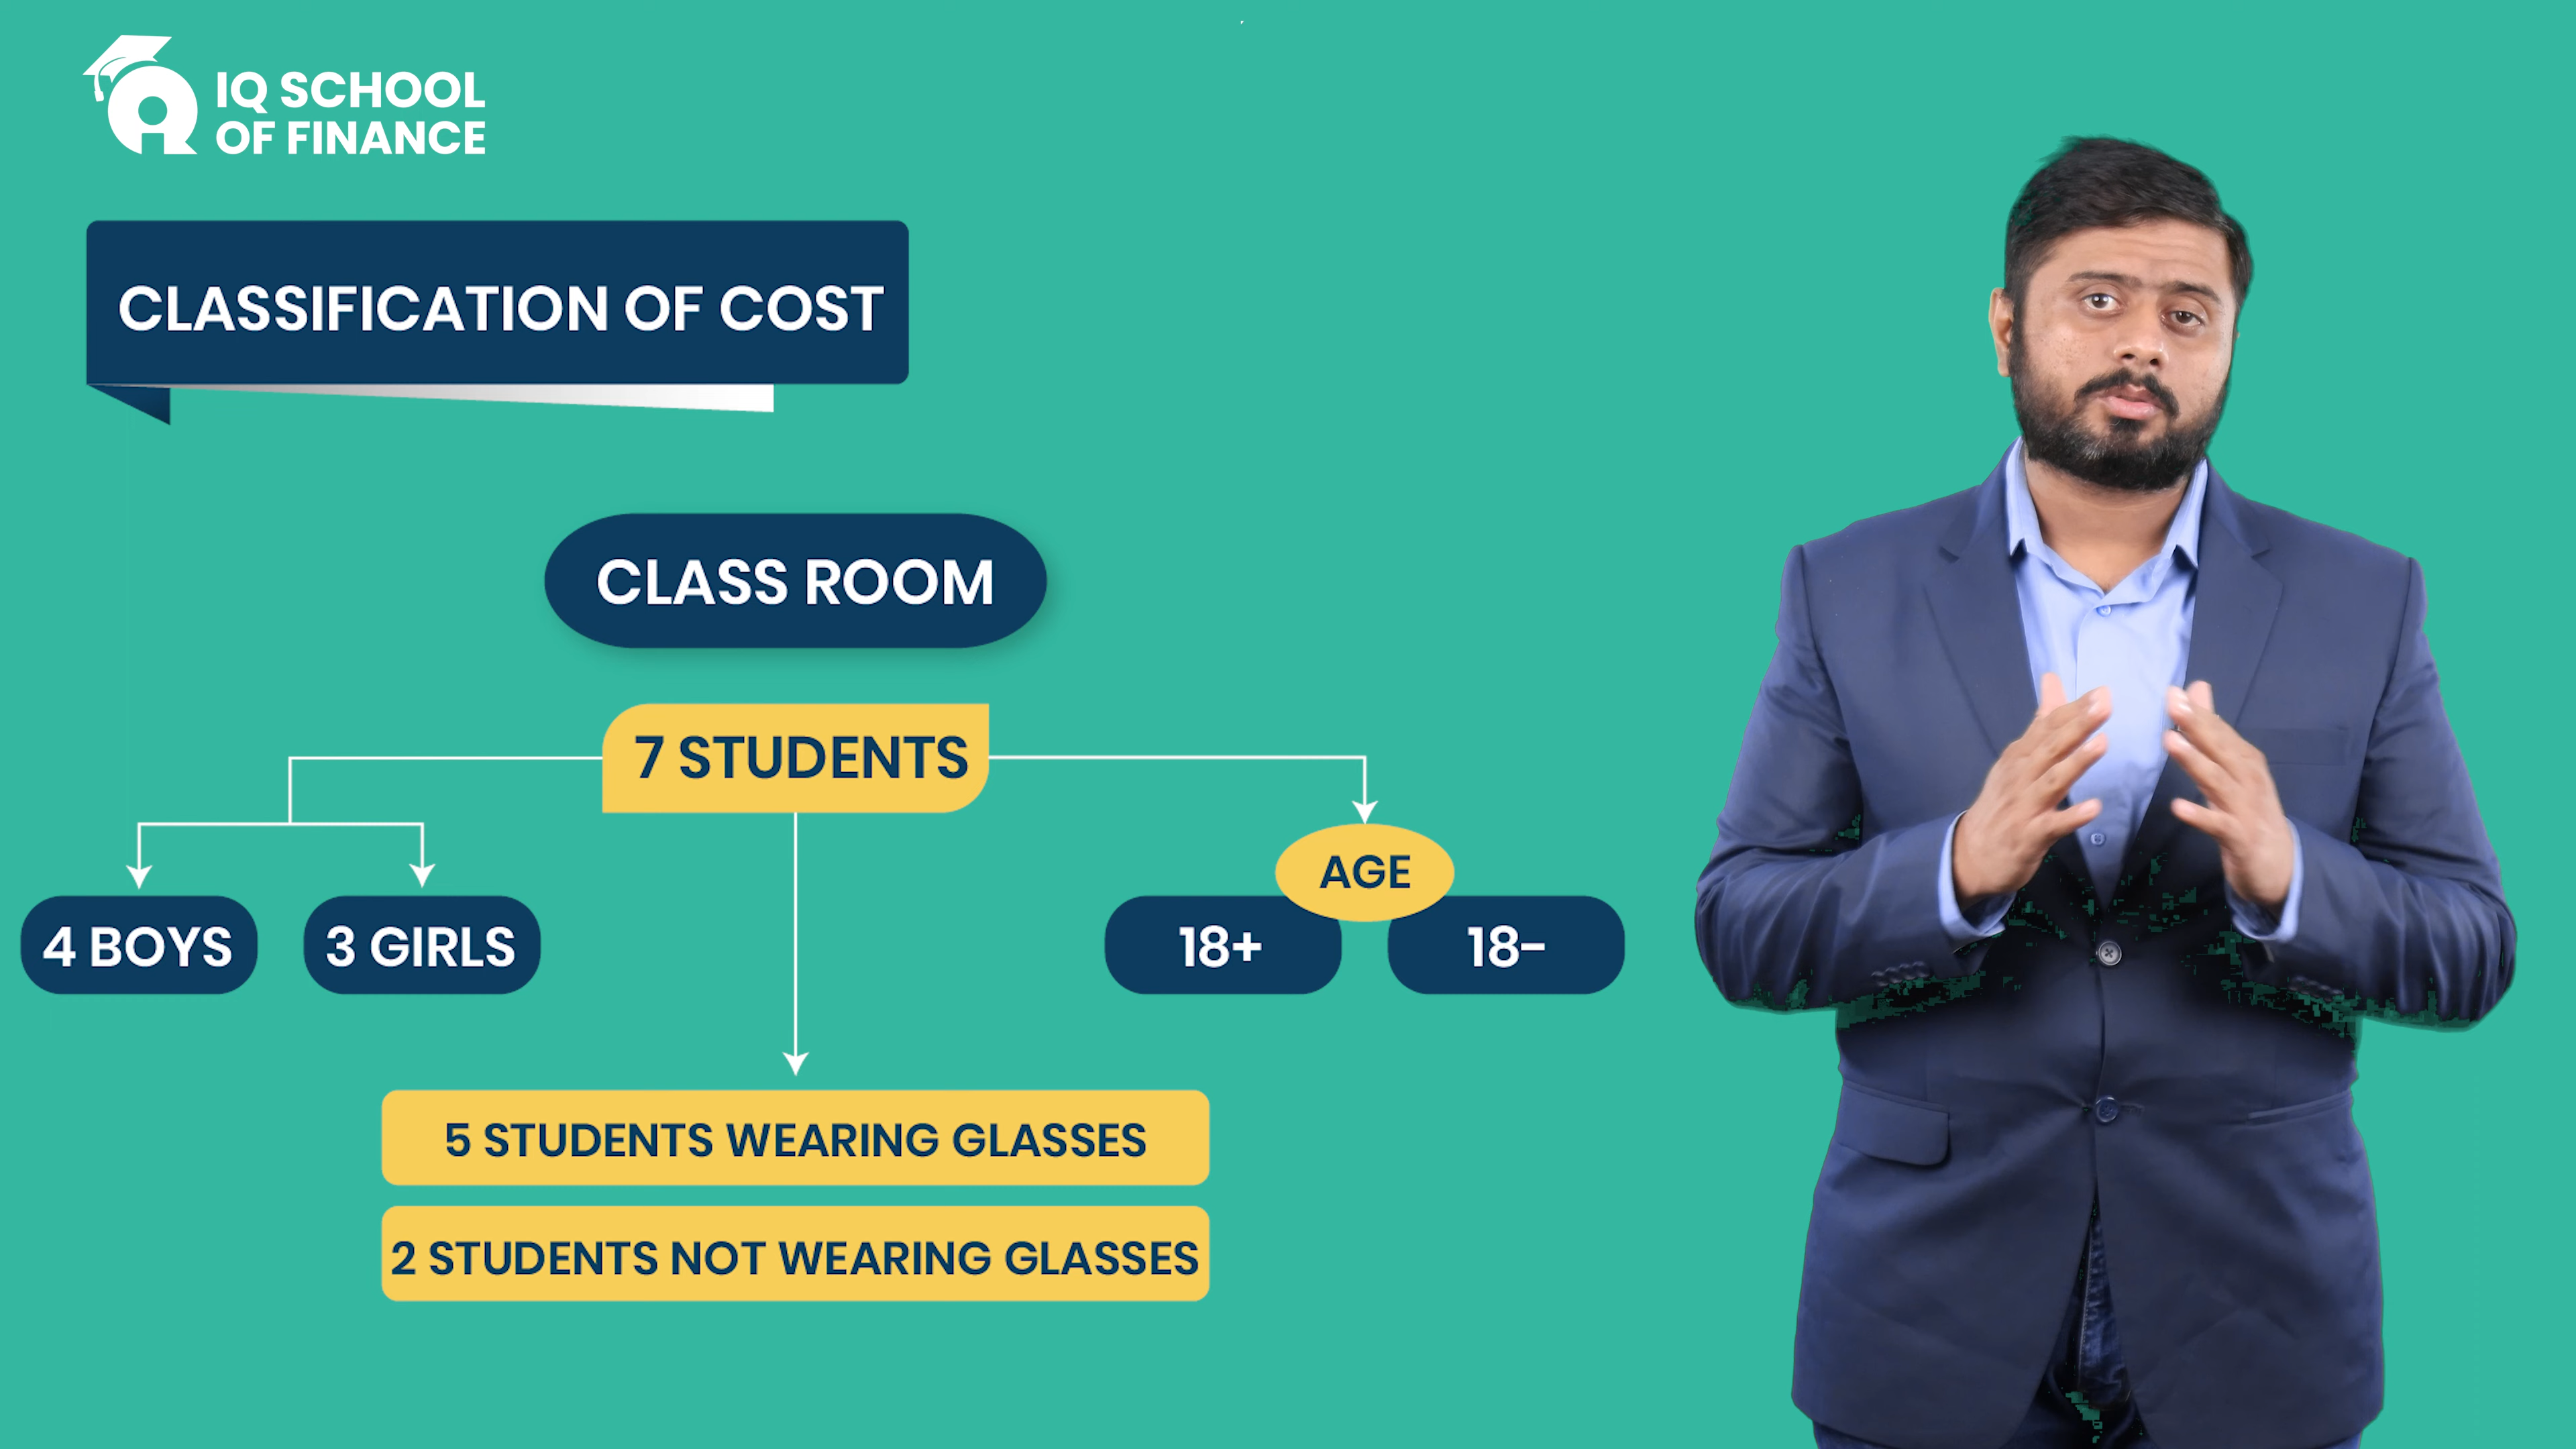 IQ SCHOOL
OF FINANCE
CLASSIFICATION OF COST
CLASS ROOM
7 STUDENTS
4 BOYS
3 GIRLS
AGE
18+
18-
5 STUDENTS WEARING GLASSES
2 STUDENTS NOT WEARING GLASSES